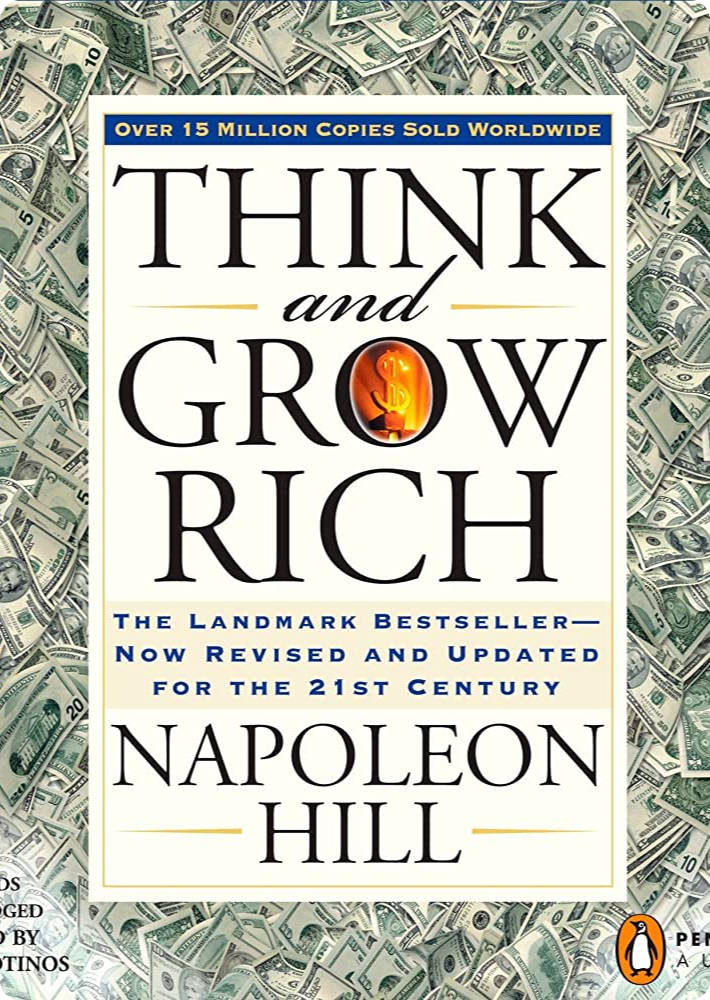 OVER 15 MILLION COPIES SOLD WORLDWIDE
THINK
and
GROW
RICH
THE LANDMARK BESTSELLER—
NOW REVISED AND UPDATED
FOR THE 21ST CENTURY
NAPOLEON
HILL